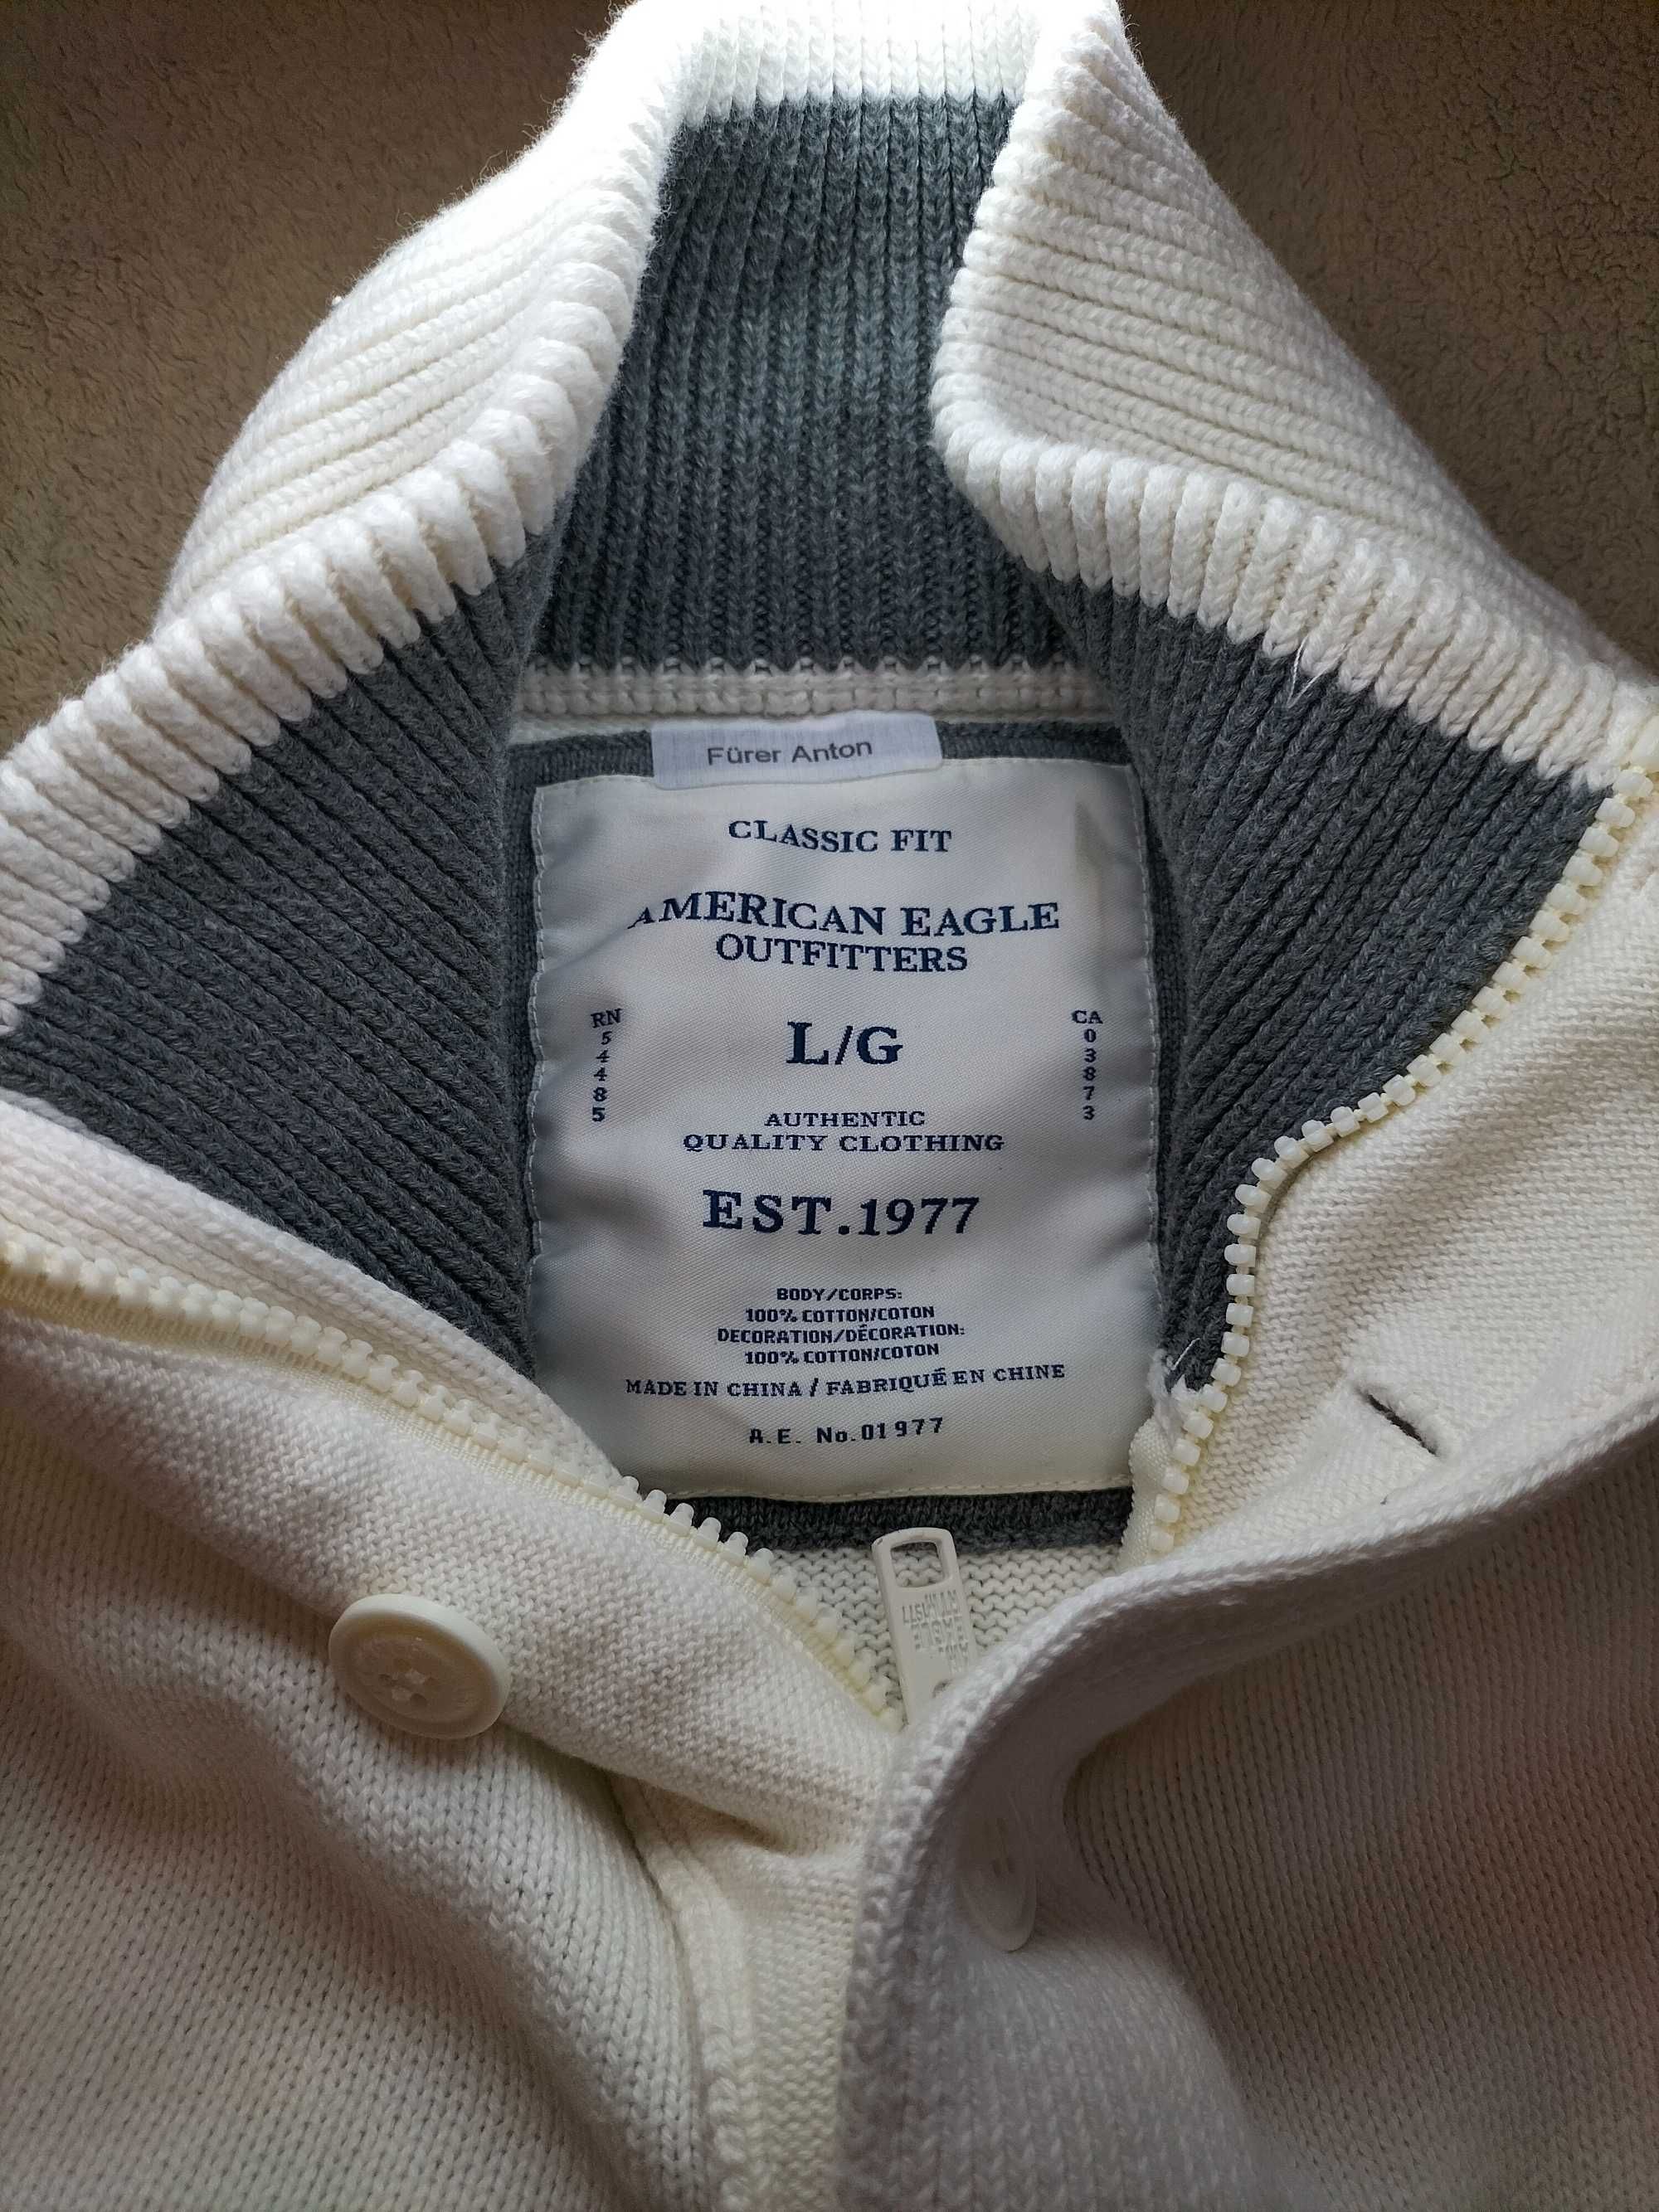 Fürer Anton
CLASSIC FIT
AMERICAN EAGLE
OUTFITTERS
RN
54485
L/G
CA
03873
AUTHENTIC
QUALITY CLOTHING
EST.1977
BODY/CORPS:
100% COTTON/COTON
DECORATION/DÉCORATION:
100% COTTON/COTON
MADE IN CHINA / FABRIQUÉ EN CHINE
A.E. No.01977